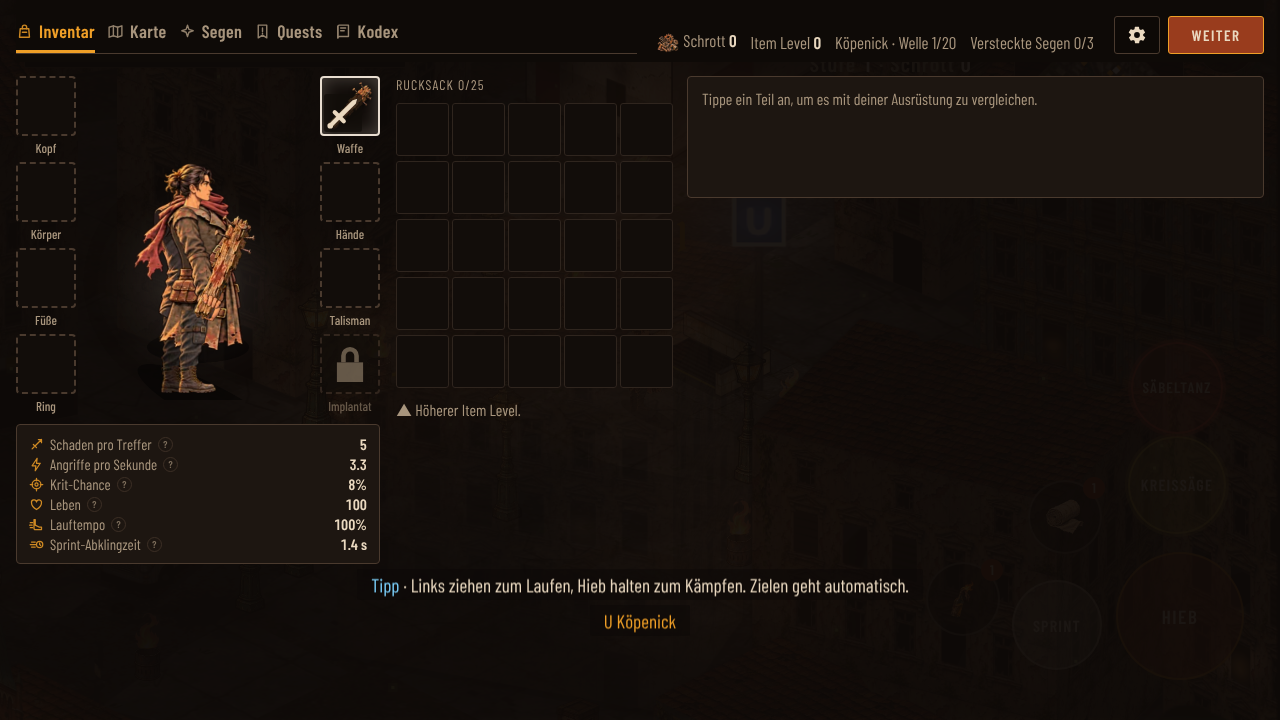 Inventar Karte Segen Quests Kodex
Schrott 0 Item Level 0 Köpenick · Welle 1/20 Versteckte Segen 0/3
WEITER
Stufe 1 · Schrott 0
Kopf
Körper
Füße
Ring
Waffe
Hände
Talisman
Implantat
RUCKSACK 0/25
Höherer Item Level.
Tippe ein Teil an, um es mit deiner Ausrüstung zu vergleichen.
U
Schaden pro Treffer ? 5
Angriffe pro Sekunde ? 3.3
Krit-Chance ? 8%
Leben ? 100
Lauftempo ? 100%
Sprint-Abklingzeit ? 1.4 s
SÄBELTANZ
KREISSÄGE
SPRINT
HIEB
Tipp · Links ziehen zum Laufen, Hieb halten zum Kämpfen. Zielen geht automatisch.
U Köpenick